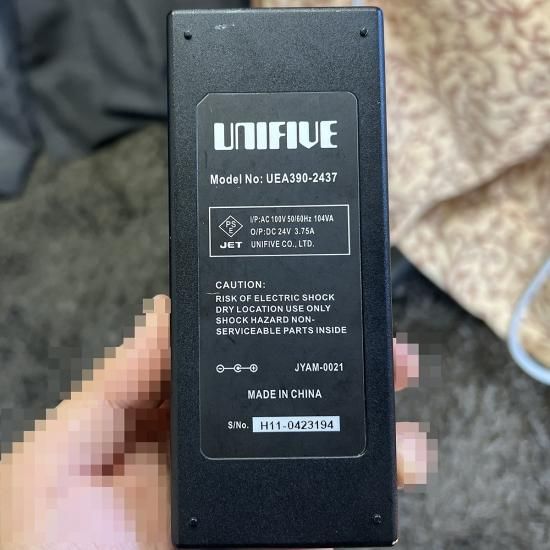 UNIFIVE
Model No: UEA390-2437
PS
E
JET
I/P:AC 100V 50/60Hz 104VA
O/P:DC 24V 3.75A
UNIFIVE CO., LTD.
CAUTION:
RISK OF ELECTRIC SHOCK
DRY LOCATION USE ONLY
SHOCK HAZARD NON-
SERVICEABLE PARTS INSIDE
JYAM-0021
MADE IN CHINA
S/No. H11-0423194